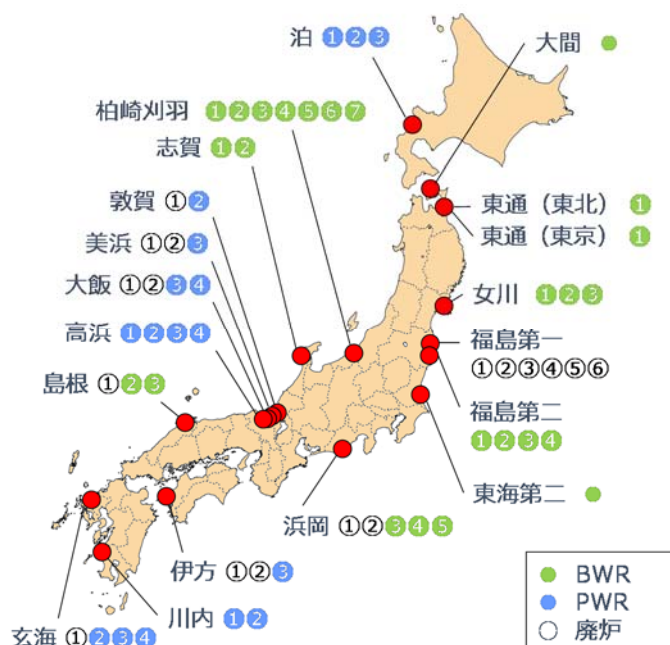 泊 ①②③
大間
柏崎刈羽 ①②③④⑤⑥⑦
志賀 ①②
敦賀 ①②
東通（東北） ①
美浜 ①②③
東通（東京） ①
大飯 ①②③④
女川 ①②③
高浜 ①②③④
福島第一
①②③④⑤⑥
島根 ①②③
福島第二
①②③④
東海第二
浜岡 ①②③④⑤
伊方 ①②③
川内 ①②
玄海 ①②③④
BWR
PWR
廃炉